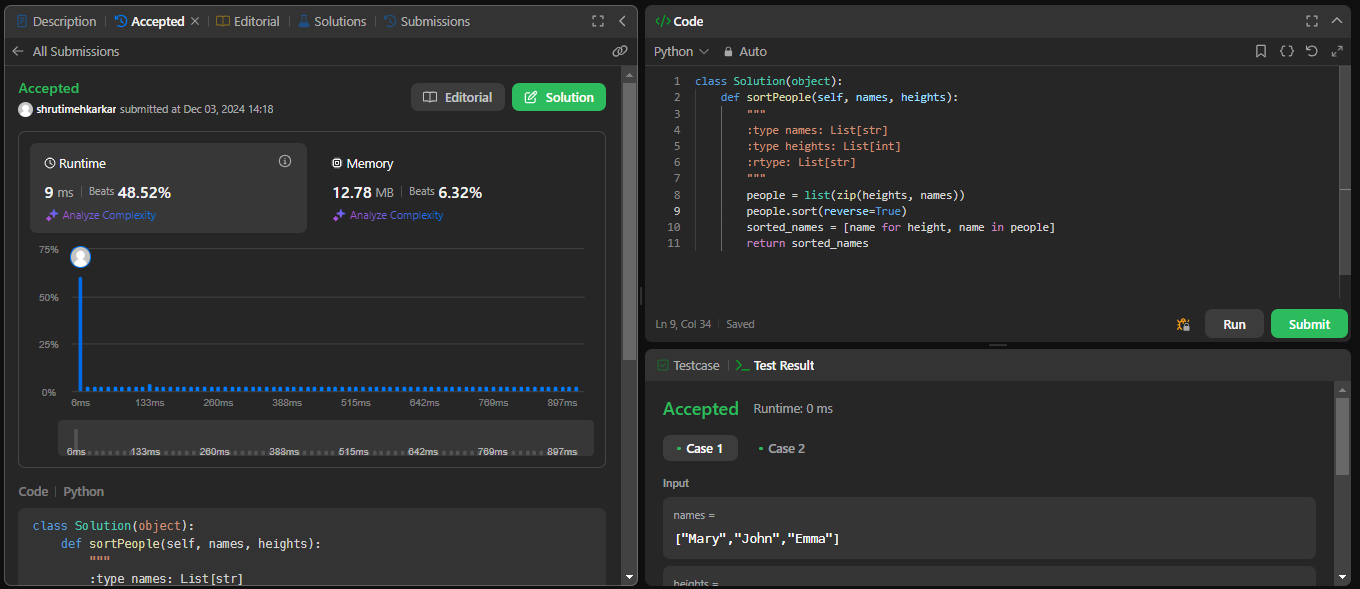 Description | Accepted | Editorial | Solutions | Submissions
All Submissions
Accepted
shrutimehkarkar submitted at Dec 03, 2024 14:18
Editorial
Solution
Runtime
9 ms | Beats 48.52%
Analyze Complexity
Memory
12.78 MB | Beats 6.32%
Analyze Complexity
75%
50%
25%
0%
6ms 133ms 260ms 388ms 515ms 642ms 769ms 897ms
6ms 133ms 260ms 388ms 515ms 642ms 769ms 897ms
Code | Python
class Solution(object):
    def sortPeople(self, names, heights):
        """
        :type names: List[str]
</> Code
Python Auto
1 class Solution(object):
2     def sortPeople(self, names, heights):
3         """
4         :type names: List[str]
5         :type heights: List[int]
6         :rtype: List[str]
7         """
8         people = list(zip(heights, names))
9         people.sort(reverse=True)
10         sorted_names = [name for height, name in people]
11         return sorted_names
Ln 9, Col 34 | Saved
Run
Submit
Testcase | >_ Test Result
Accepted Runtime: 0 ms
• Case 1 • Case 2
Input
names =
["Mary","John","Emma"]
heights =